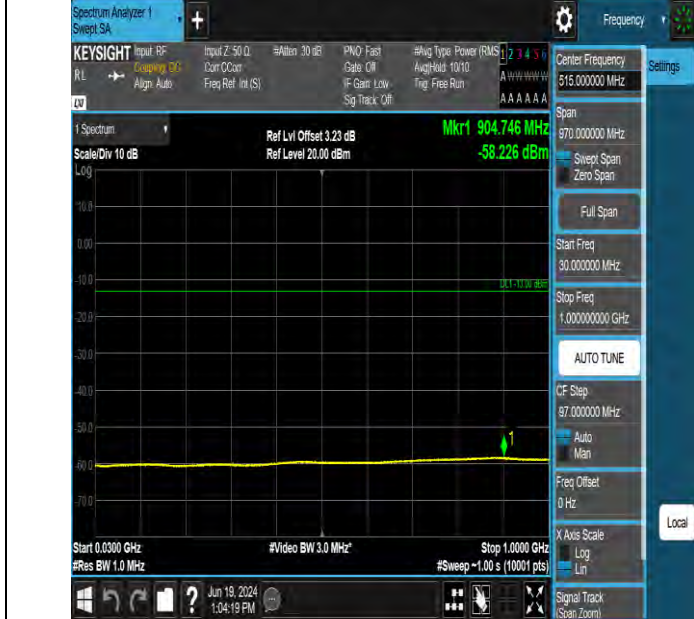 Spectrum Analyzer 1
Swept SA
+
Frequency
KEYSIGHT
RL
LXI
Input: RF
Coupling: DC
Align: Auto
Input Z: 50 Ω
Corr CCorr
Freq Ref: Int (S)
#Atten: 30 dB
PNO: Fast
Gate: Off
IF Gain: Low
Sig Track: Off
#Avg Type: Power (RMS
Avg|Hold: 10/10
Trig: Free Run
1 2 3 4 5 6
A W W W W W
A A A A A A
Center Frequency
515.000000 MHz
Settings
Span
970.000000 MHz
Swept Span
Zero Span
Full Span
Start Freq
30.000000 MHz
Stop Freq
1.000000000 GHz
AUTO TUNE
CF Step
97.000000 MHz
Auto
Man
Freq Offset
0 Hz
X Axis Scale
Log
Lin
Signal Track
(Span Zoom)
Local
1 Spectrum
Scale/Div 10 dB
Log
Ref Lvl Offset 3.23 dB
Ref Level 20.00 dBm
Mkr1 904.746 MHz
-58.226 dBm
10.0
0.00
-10.0
DL1 -13.00 dBm
-20.0
-30.0
-40.0
-50.0
1
-60.0
-70.0
Start 0.0300 GHz
#Res BW 1.0 MHz
#Video BW 3.0 MHz*
Stop 1.0000 GHz
#Sweep ~1.00 s (10001 pts)
?
Jun 19, 2024
1:04:19 PM